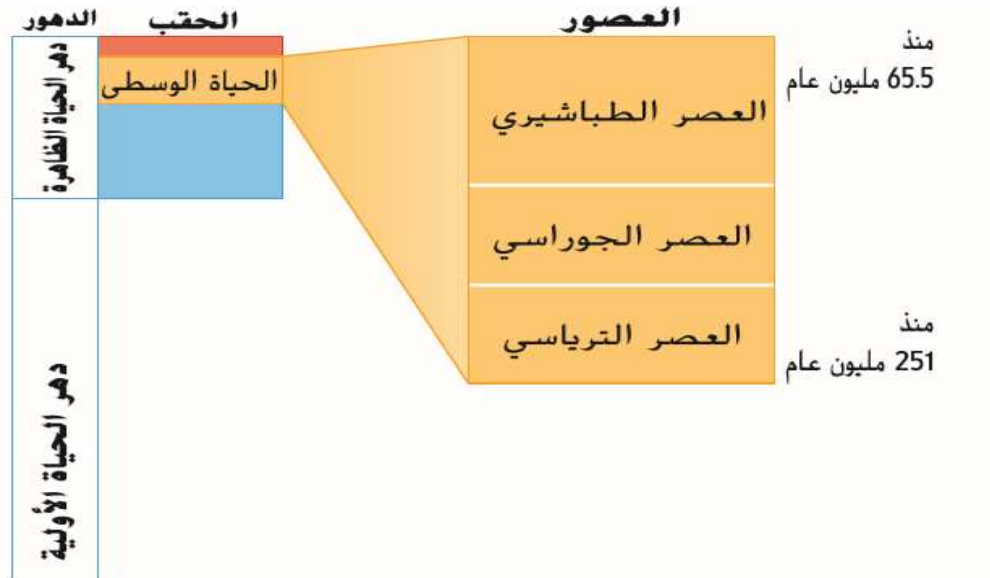 العصور
الحقب
الدهور
منذ
65.5 مليون عام
العصر الطباشيري
العصر الجوراسي
العصر الترياسي
منذ
251 مليون عام
الحياة الوسطى
دهر الحياة الظاهرة
دهر الحياة الأولية